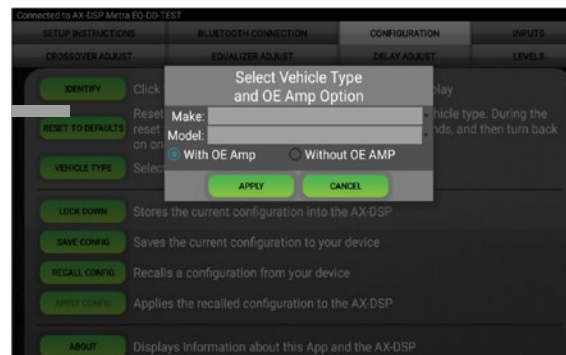 Connected to AX-DSP Metra EQ-DD-TEST
SETUP INSTRUCTIONS BLUETOOTH CONNECTION CONFIGURATION INPUTS
CROSSOVER ADJUST EQUALIZER ADJUST DELAY ADJUST LEVELS
Select Vehicle Type
and OE Amp Option
IDENTIFY Click play
Make: Reset hicle type. During the
RESET TO DEFAULTS reset Model: nds, and then turn back
on on
With OE Amp Without OE AMP
VEHICLE TYPE Select
APPLY CANCEL
LOCK DOWN Stores the current configuration into the AX-DSP
SAVE CONFIG Saves the current configuration to your device
RECALL CONFIG Recalls a configuration from your device
APPLY CONFIG Applies the recalled configuration to the AX-DSP
ABOUT Displays Information about this App and the AX-DSP